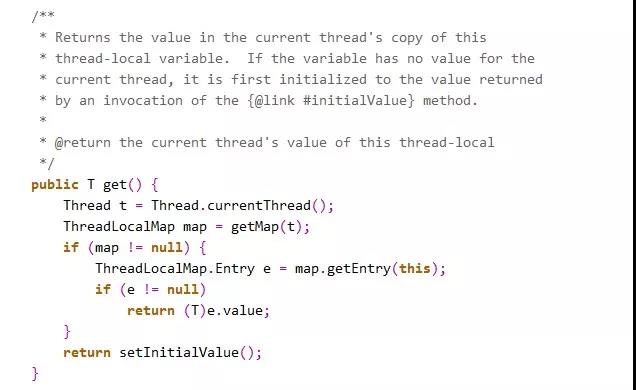 /**
 * Returns the value in the current thread's copy of this
 * thread-local variable.  If the variable has no value for the
 * current thread, it is first initialized to the value returned
 * by an invocation of the {@link #initialValue} method.
 *
 * @return the current thread's value of this thread-local
 */
public T get() {
    Thread t = Thread.currentThread();
    ThreadLocalMap map = getMap(t);
    if (map != null) {
        ThreadLocalMap.Entry e = map.getEntry(this);
        if (e != null)
            return (T)e.value;
    }
    return setInitialValue();
}